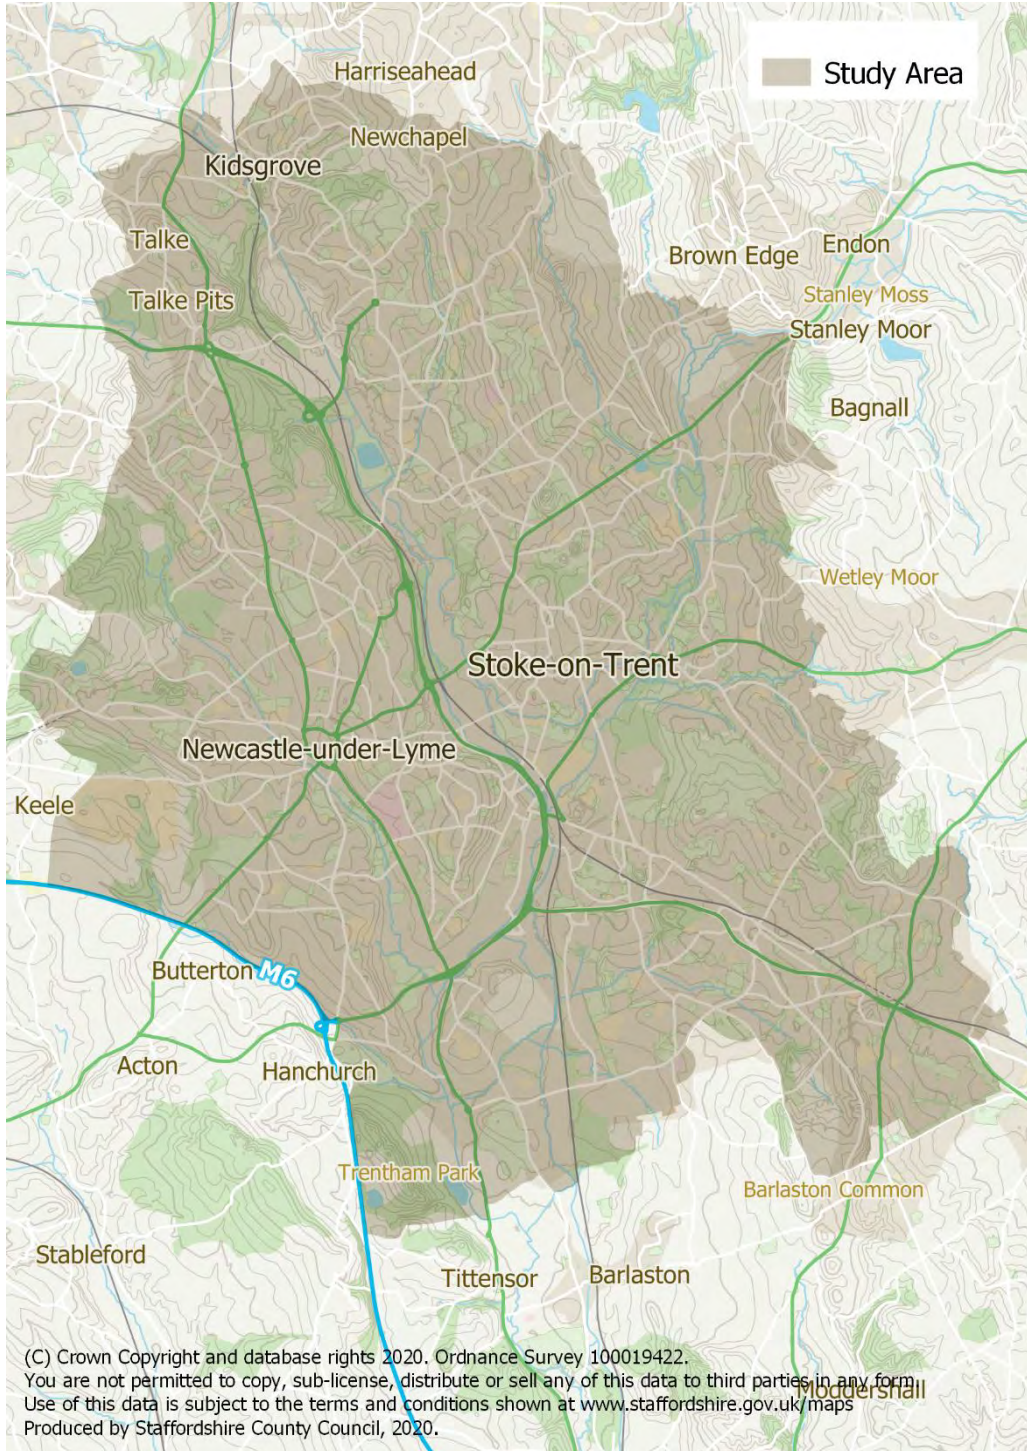 Study Area
Harriseahead
Newchapel
Kidsgrove
Talke
Brown Edge
Endon
Talke Pits
Stanley Moss
Stanley Moor
Bagnall
Wetley Moor
Stoke-on-Trent
Newcastle-under-Lyme
Keele
Butterton
M6
Acton
Hanchurch
Trentham Park
Barlaston Common
Stableford
Tittensor
Barlaston
(C) Crown Copyright and database rights 2020. Ordnance Survey 100019422.
You are not permitted to copy, sub-license, distribute or sell any of this data to third parties in any form.
Moddershall
Use of this data is subject to the terms and conditions shown at www.staffordshire.gov.uk/maps
Produced by Staffordshire County Council, 2020.